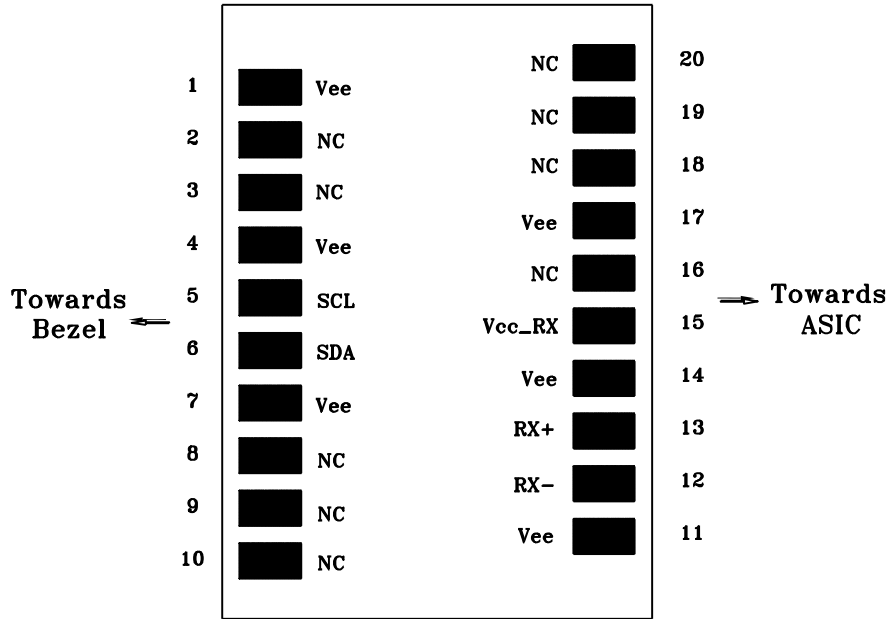 1 Vee
2 NC
3 NC
4 Vee
5 SCL
6 SDA
7 Vee
8 NC
9 NC
10 NC
Towards
Bezel
NC 20
NC 19
NC 18
Vee 17
NC 16
Vcc_RX 15
Vee 14
RX+ 13
RX- 12
Vee 11
Towards
ASIC